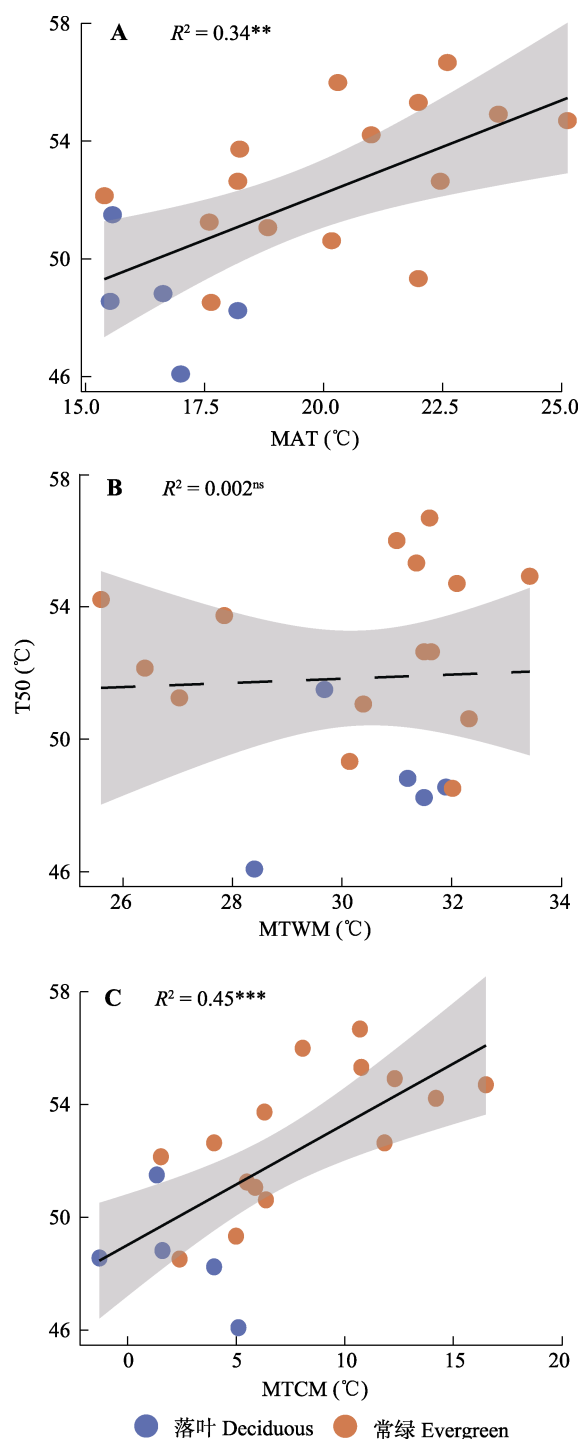 58
A R² = 0.34**
54
50
46
15.0 17.5 20.0 22.5 25.0
MAT (℃)
58
B R² = 0.002ns
54
T50 (℃)
50
46
26 28 30 32 34
MTWM (℃)
58
C R² = 0.45***
54
50
46
0 5 10 15 20
MTCM (℃)
落叶 Deciduous 常绿 Evergreen